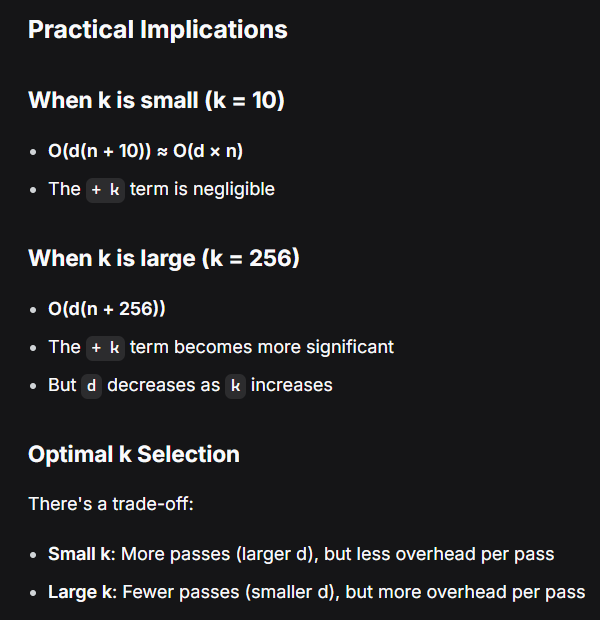 Practical Implications
When k is small (k = 10)
• O(d(n + 10)) ≈ O(d × n)
• The + k term is negligible
When k is large (k = 256)
• O(d(n + 256))
• The + k term becomes more significant
• But d decreases as k increases
Optimal k Selection
There's a trade-off:
• Small k: More passes (larger d), but less overhead per pass
• Large k: Fewer passes (smaller d), but more overhead per pass